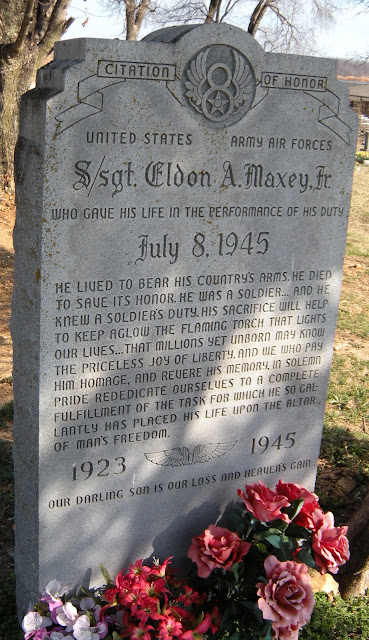 CITATION OF HONOR
8
UNITED STATES ARMY AIR FORCES
S/sgt. Eldon A. Maxey, Jr.
WHO GAVE HIS LIFE IN THE PERFORMANCE OF HIS DUTY
July 8, 1945
HE LIVED TO BEAR HIS COUNTRY'S ARMS. HE DIED
TO SAVE ITS HONOR. HE WAS A SOLDIER... AND HE
KNEW A SOLDIER'S DUTY. HIS SACRIFICE WILL HELP
TO KEEP AGLOW THE FLAMING TORCH THAT LIGHTS
OUR LIVES... THAT MILLIONS YET UNBORN MAY KNOW
THE PRICELESS JOY OF LIBERTY. AND WE WHO PAY
HIM HOMAGE, AND REVERE HIS MEMORY, IN SOLEMN
PRIDE REDEDICATE OURSELVES TO A COMPLETE
FULFILLMENT OF THE TASK FOR WHICH HE SO GAL-
LANTLY HAS PLACED HIS LIFE UPON THE ALTAR
OF MAN'S FREEDOM.
1923 1945
OUR DARLING SON IS OUR LOSS AND HEAVEN'S GAIN